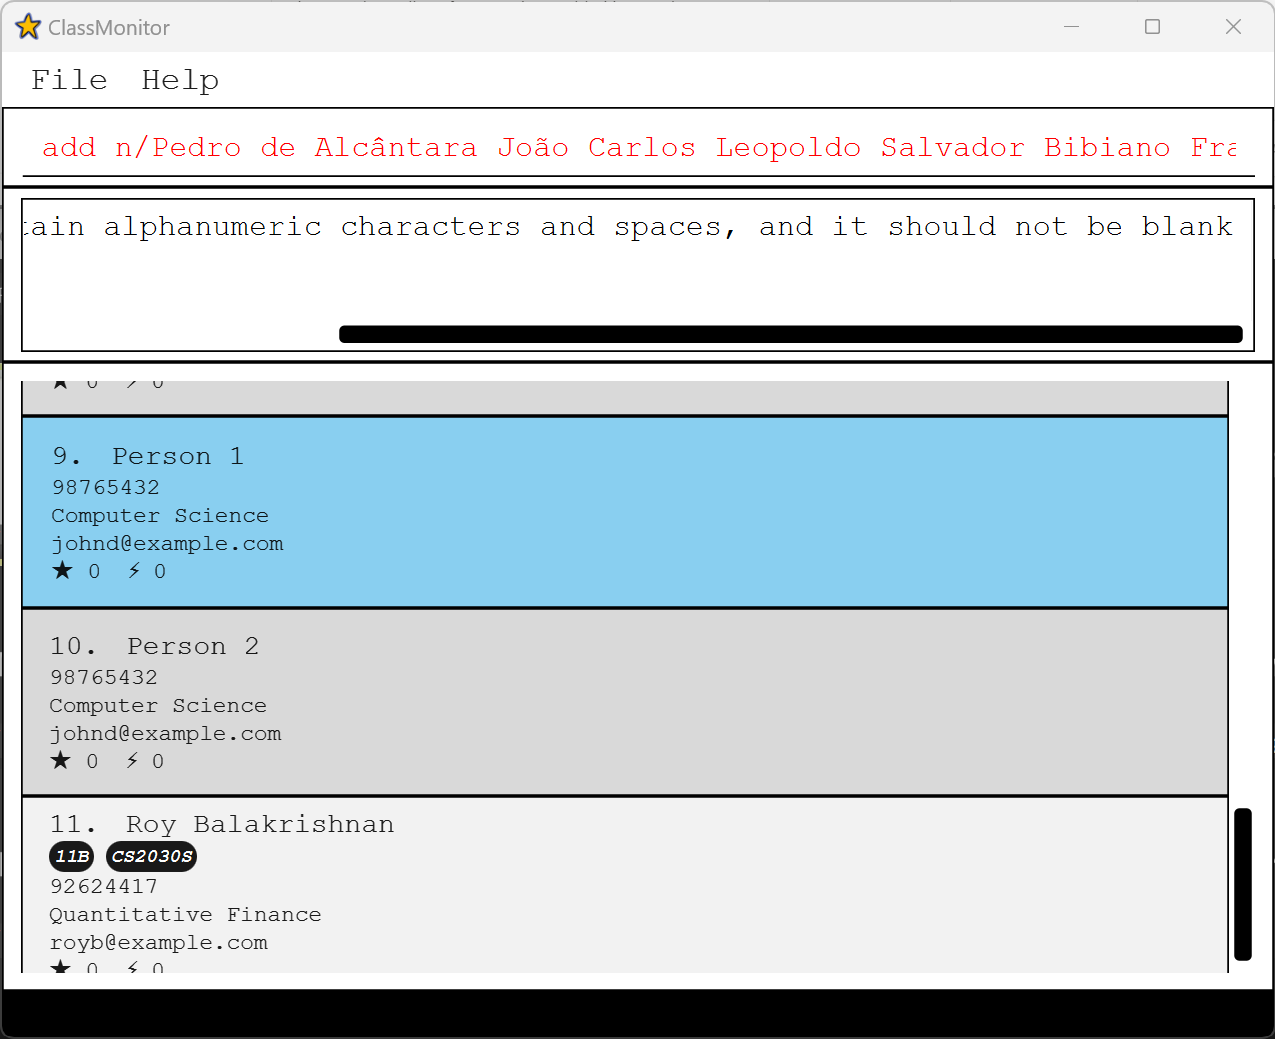 ClassMonitor
File Help
add n/Pedro de Alcântara João Carlos Leopoldo Salvador Bibiano
alphanumeric characters and spaces, and it should not be blank
★ 0 ⚡ 0
9. Person 1
98765432
Computer Science
johnd@example.com
★ 0 ⚡ 0
10. Person 2
98765432
Computer Science
johnd@example.com
★ 0 ⚡ 0
11. Roy Balakrishnan
11B CS2030S
92624417
Quantitative Finance
royb@example.com
★ 0 ⚡ 0